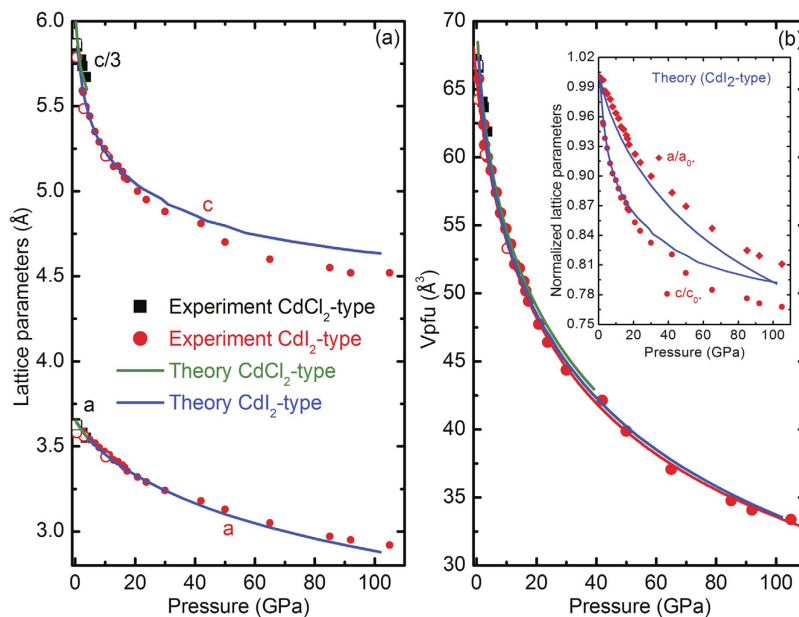 (a)
c/3
c
Experiment CdCl₂-type
Experiment CdI₂-type
Theory CdCl₂-type
Theory CdI₂-type
a
a
6.0
5.5
5.0
4.5
4.0
3.5
3.0
Lattice parameters (Å)
0 20 40 60 80 100
Pressure (GPa)
(b)
70
65
60
55
50
45
40
35
30
Vpfu (Å³)
0 20 40 60 80 100
Pressure (GPa)
Theory (CdI₂-type)
a/a₀,
c/c₀,
1.02
0.99
0.96
0.93
0.90
0.87
0.84
0.81
0.78
0.75
Normalized lattice parameters
0 20 40 60 80 100
Pressure (GPa)